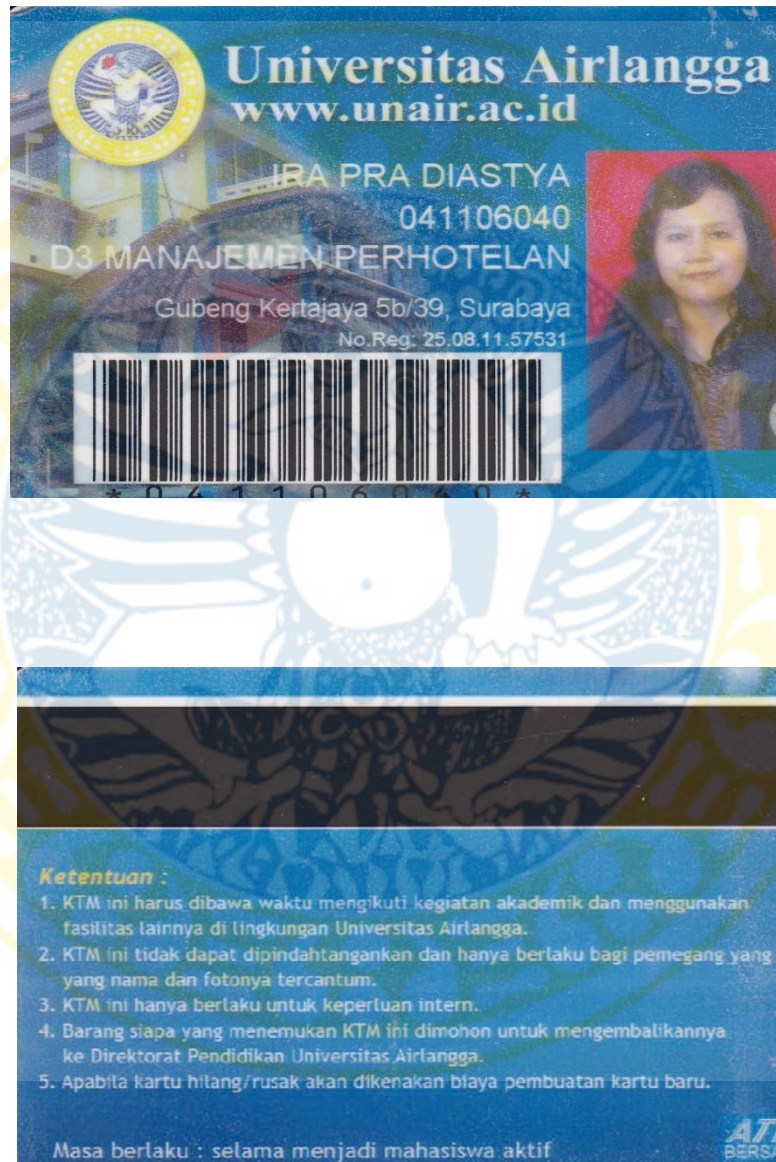 Universitas Airlangga
www.unair.ac.id
IRA PRA DIASTYA
041106040
D3 MANAJEMEN PERHOTELAN
Gubeng Kertajaya 5b/39, Surabaya
No.Reg: 25.08.11.57531
*041106040*
Ketentuan :
1. KTM ini harus dibawa waktu mengikuti kegiatan akademik dan menggunakan
fasilitas lainnya di lingkungan Universitas Airlangga.
2. KTM ini tidak dapat dipindahtangankan dan hanya berlaku bagi pemegang yang
yang nama dan fotonya tercantum.
3. KTM ini hanya berlaku untuk keperluan intern.
4. Barang siapa yang menemukan KTM ini dimohon untuk mengembalikannya
ke Direktorat Pendidikan Universitas Airlangga.
5. Apabila kartu hilang/rusak akan dikenakan biaya pembuatan kartu baru.
Masa berlaku : selama menjadi mahasiswa aktif